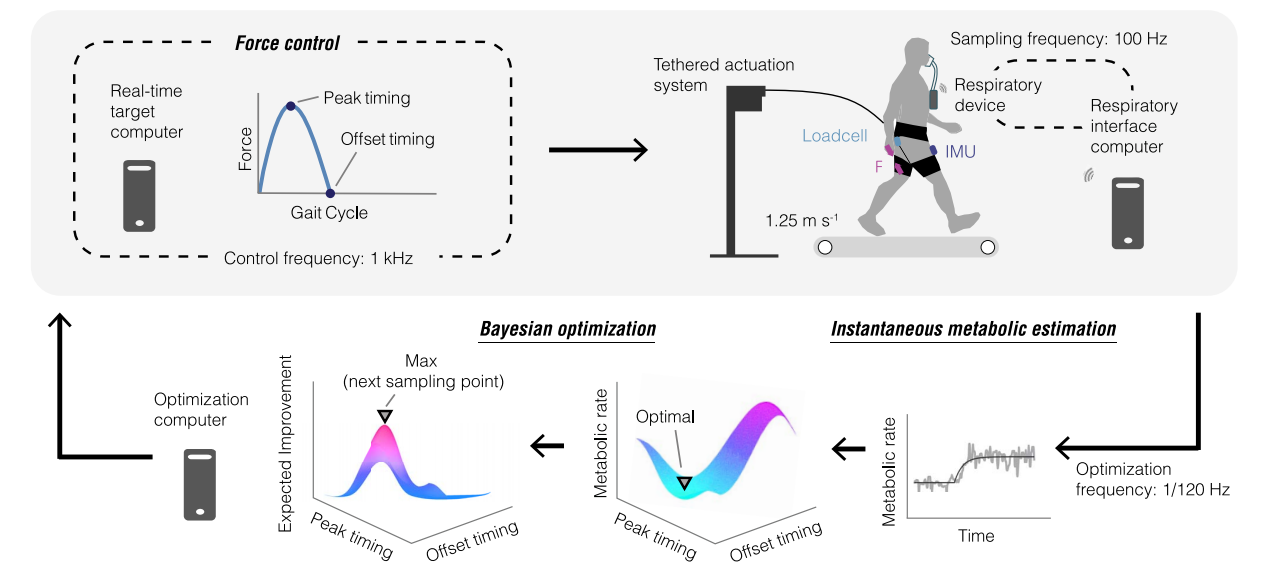 Force control
Real-time
target
computer
Force
Peak timing
Offset timing
Gait Cycle
Control frequency: 1 kHz
Tethered actuation
system
Sampling frequency: 100 Hz
Respiratory
device
Respiratory
interface
computer
Loadcell
IMU
F
1.25 m s⁻¹
Bayesian optimization
Instantaneous metabolic estimation
Optimization
computer
Expected Improvement
Max
(next sampling point)
Peak timing
Offset timing
Metabolic rate
Optimal
Peak timing
Offset timing
Metabolic rate
Time
Optimization
frequency: 1/120 Hz